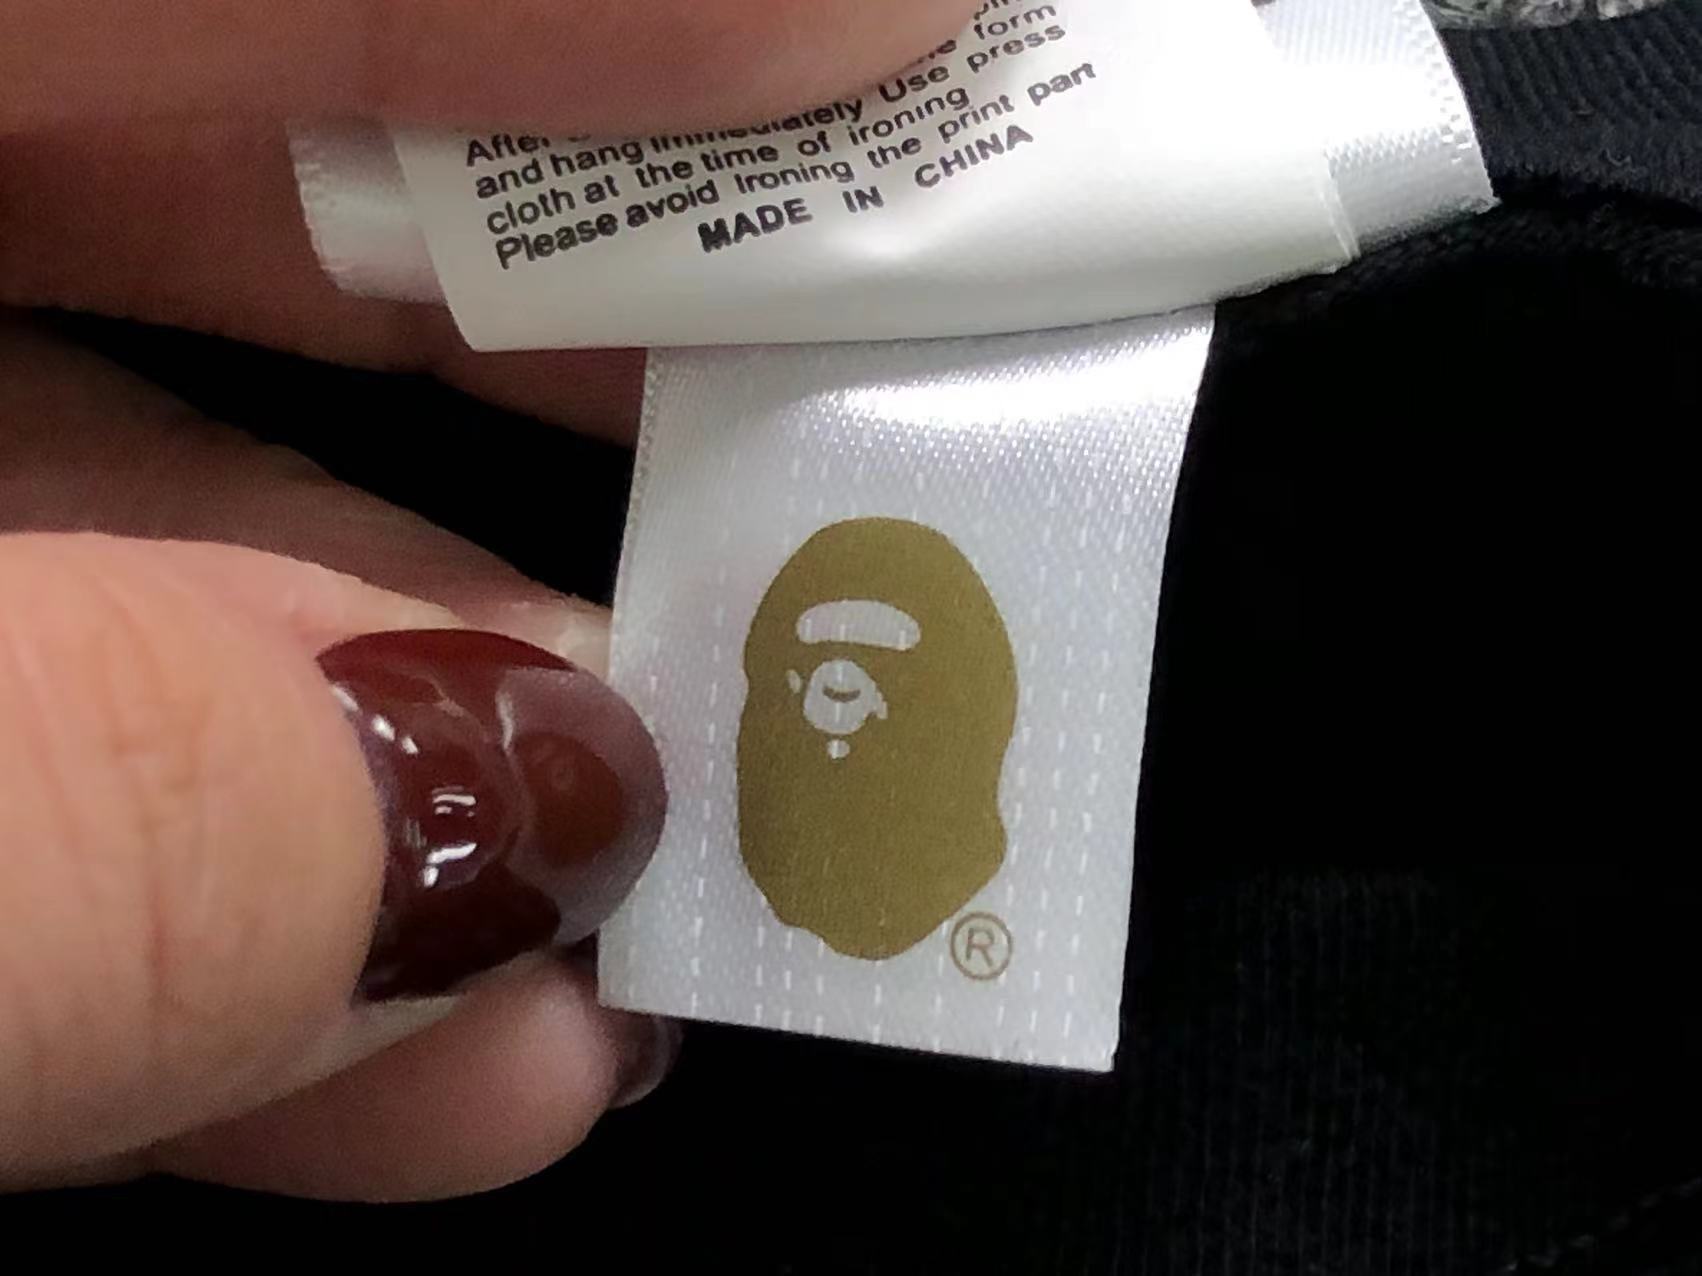 form
Use press
and hang immediately
cloth at the time of ironing
Please avoid Ironing the print part
MADE IN CHINA
®